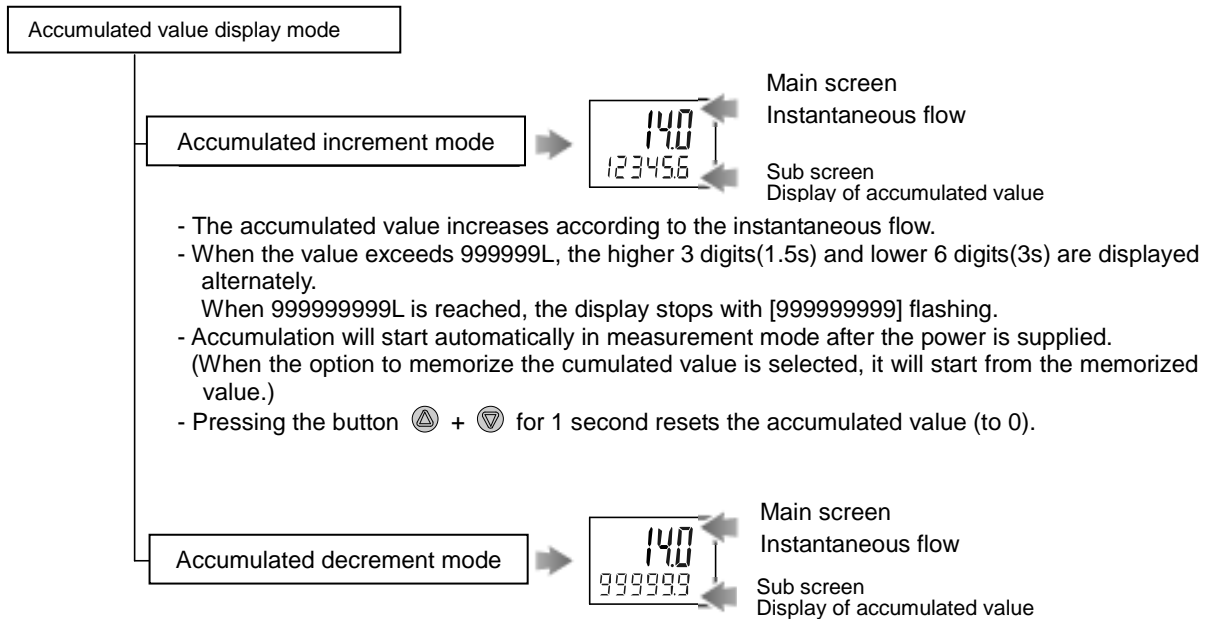 Accumulated value display mode
Accumulated increment mode
14.0
12345.6
Main screen
Instantaneous flow
Sub screen
Display of accumulated value
- The accumulated value increases according to the instantaneous flow.
- When the value exceeds 999999L, the higher 3 digits(1.5s) and lower 6 digits(3s) are displayed
alternately.
When 999999999L is reached, the display stops with [999999999] flashing.
- Accumulation will start automatically in measurement mode after the power is supplied.
(When the option to memorize the cumulated value is selected, it will start from the memorized
value.)
- Pressing the button + for 1 second resets the accumulated value (to 0).
Accumulated decrement mode
14.0
99999.9
Main screen
Instantaneous flow
Sub screen
Display of accumulated value